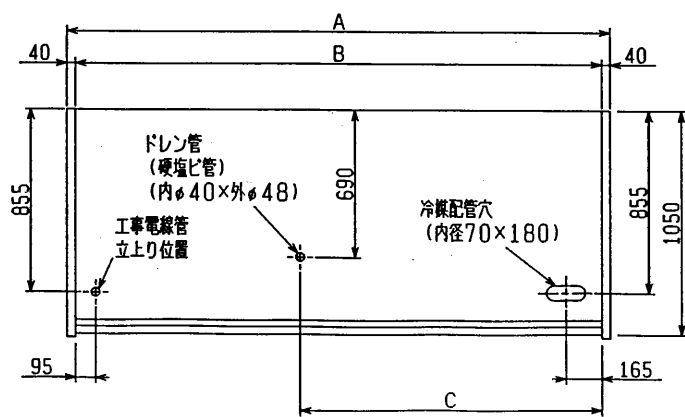 A
40
B
40
ドレン管
(硬塩ビ管)
(内φ40×外φ48)
690
855
855
1050
冷媒配管穴
(内径70×180)
工事電線管
立上り位置
95
165
C